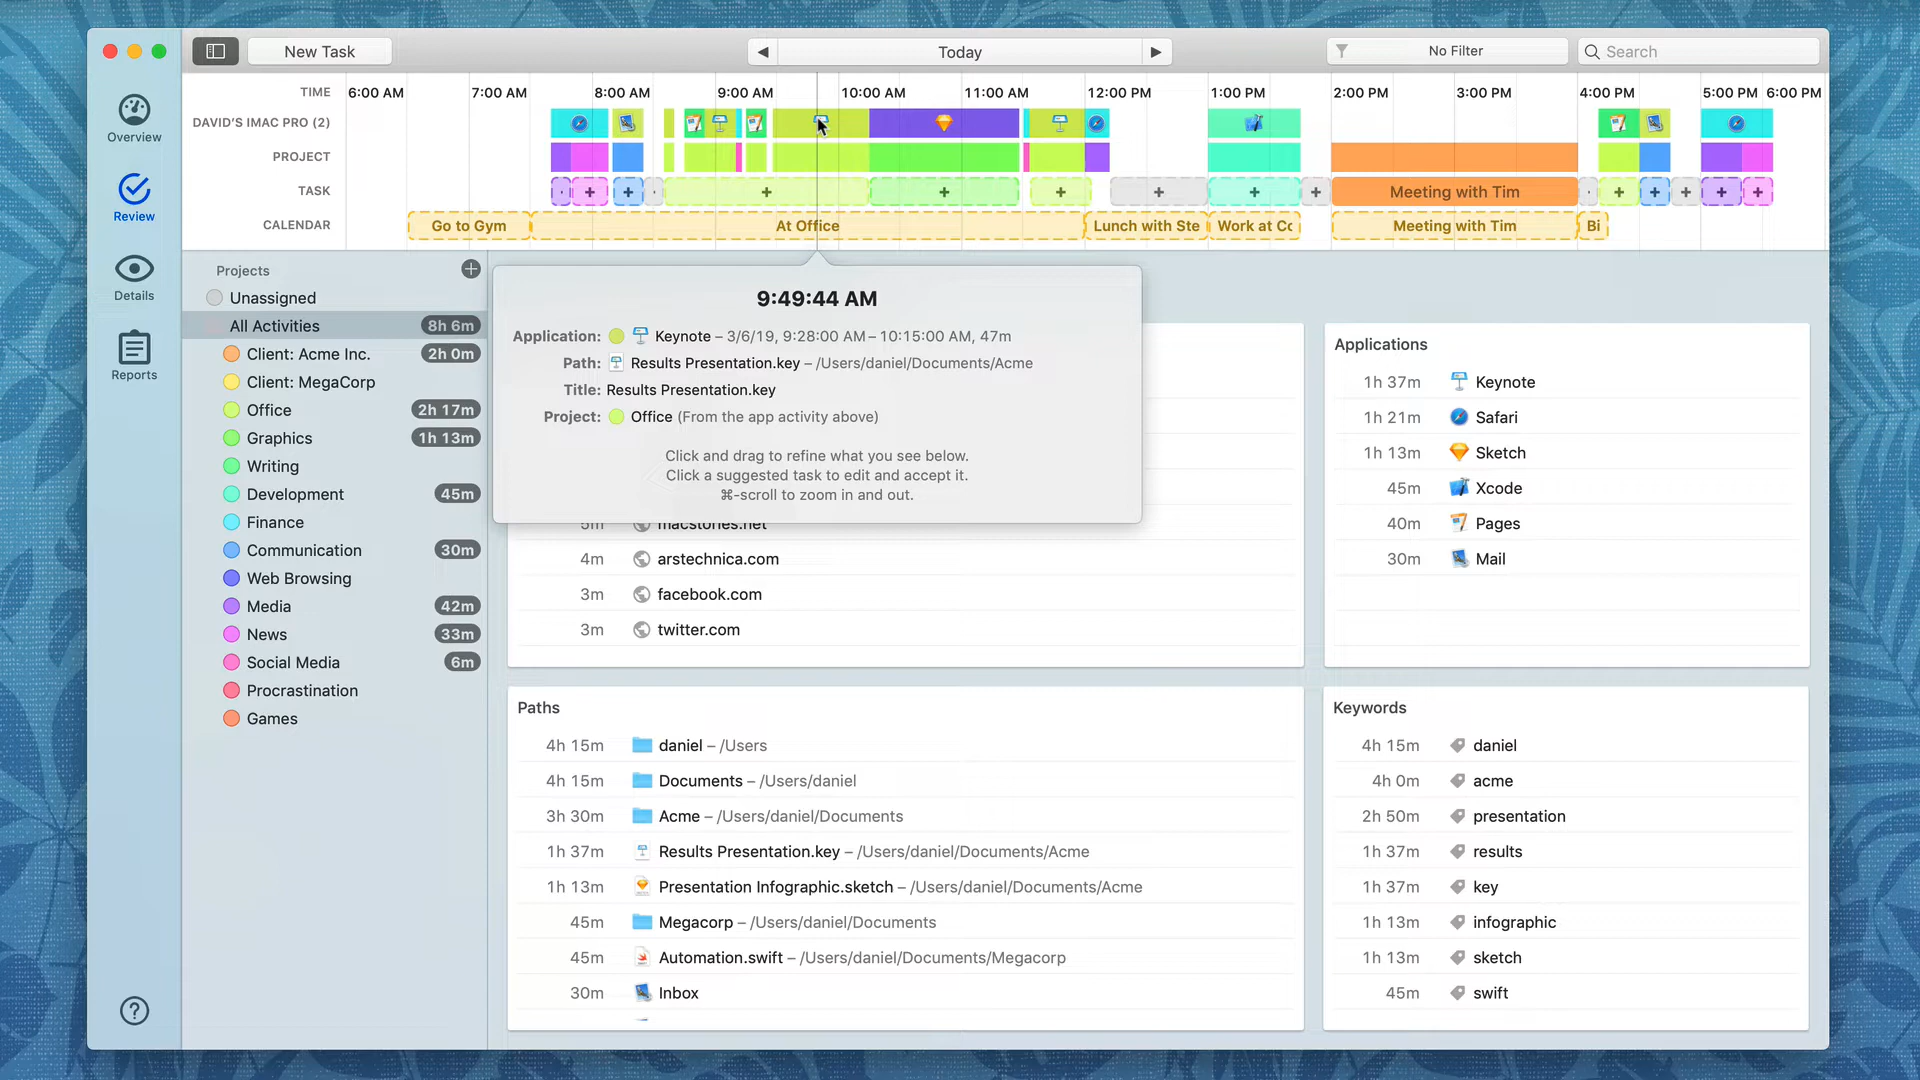 New Task
Today
No Filter
Search
TIME
6:00 AM
7:00 AM
8:00 AM
9:00 AM
10:00 AM
11:00 AM
12:00 PM
1:00 PM
2:00 PM
3:00 PM
4:00 PM
5:00 PM
6:00 PM
DAVID'S IMAC PRO (2)
PROJECT
TASK
Meeting with Tim
CALENDAR
Go to Gym
At Office
Lunch with Ste
Work at Co
Meeting with Tim
Bi
Overview
Review
Details
Reports
Projects
Unassigned
All Activities 8h 6m
Client: Acme Inc. 2h 0m
Client: MegaCorp
Office 2h 17m
Graphics 1h 13m
Writing
Development 45m
Finance
Communication 30m
Web Browsing
Media 42m
News 33m
Social Media 6m
Procrastination
Games
9:49:44 AM
Application: Keynote – 3/6/19, 9:28:00 AM – 10:15:00 AM, 47m
Path: Results Presentation.key – /Users/daniel/Documents/Acme
Title: Results Presentation.key
Project: Office (From the app activity above)
Click and drag to refine what you see below.
Click a suggested task to edit and accept it.
⌘-scroll to zoom in and out.
5m macstories.net
4m arstechnica.com
3m facebook.com
3m twitter.com
Applications
1h 37m Keynote
1h 21m Safari
1h 13m Sketch
45m Xcode
40m Pages
30m Mail
Paths
4h 15m daniel – /Users
4h 15m Documents – /Users/daniel
3h 30m Acme – /Users/daniel/Documents
1h 37m Results Presentation.key – /Users/daniel/Documents/Acme
1h 13m Presentation Infographic.sketch – /Users/daniel/Documents/Acme
45m Megacorp – /Users/daniel/Documents
45m Automation.swift – /Users/daniel/Documents/Megacorp
30m Inbox
Keywords
4h 15m daniel
4h 0m acme
2h 50m presentation
1h 37m results
1h 37m key
1h 13m infographic
1h 13m sketch
45m swift